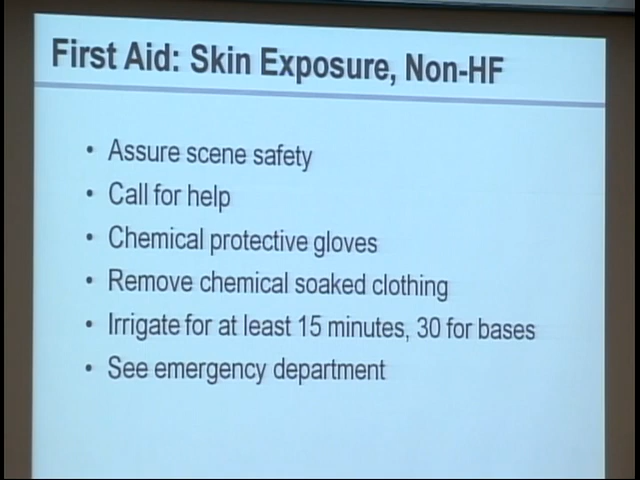 First Aid: Skin Exposure, Non-HF
• Assure scene safety
• Call for help
• Chemical protective gloves
• Remove chemical soaked clothing
• Irrigate for at least 15 minutes, 30 for bases
• See emergency department